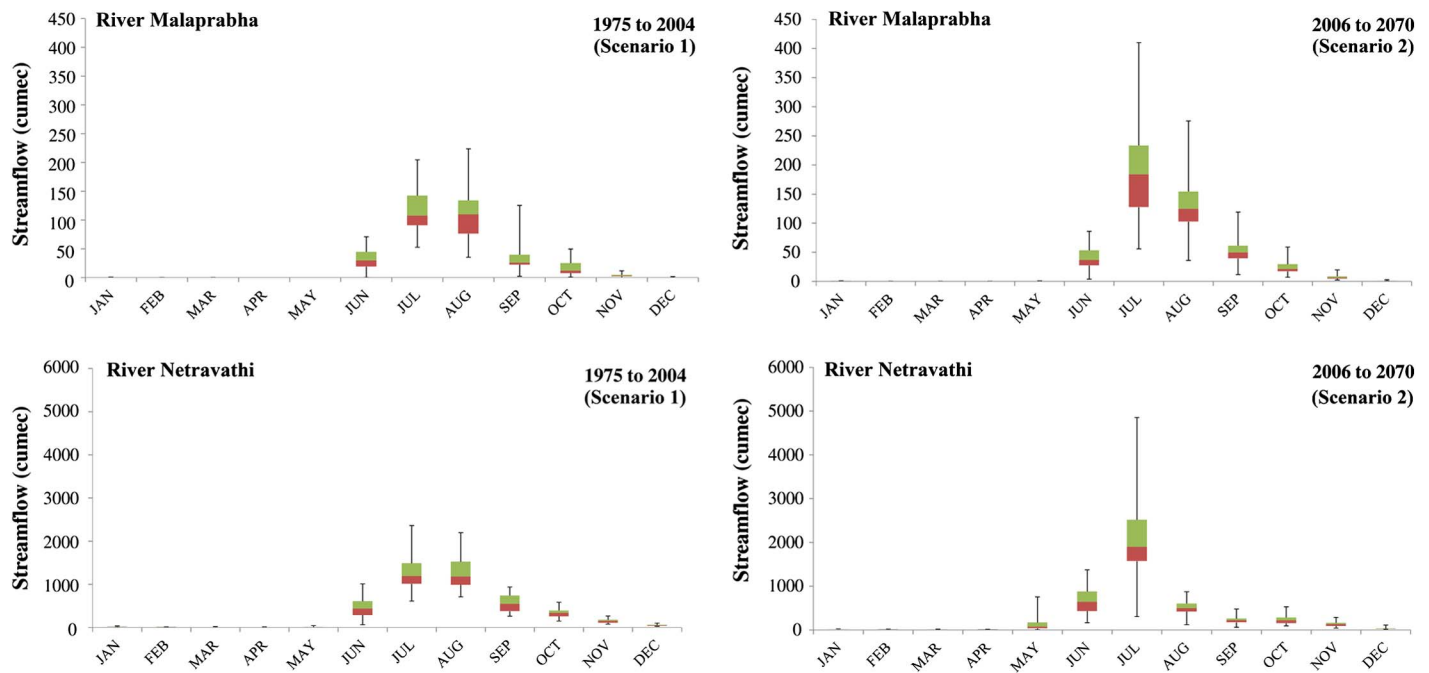 River Malaprabha
1975 to 2004
(Scenario 1)
Streamflow (cumec)
450
400
350
300
250
200
150
100
50
0
JAN
FEB
MAR
APR
MAY
JUN
JUL
AUG
SEP
OCT
NOV
DEC
River Malaprabha
2006 to 2070
(Scenario 2)
Streamflow (cumec)
450
400
350
300
250
200
150
100
50
0
JAN
FEB
MAR
APR
MAY
JUN
JUL
AUG
SEP
OCT
NOV
DEC
River Netravathi
1975 to 2004
(Scenario 1)
Streamflow (cumec)
6000
5000
4000
3000
2000
1000
0
JAN
FEB
MAR
APR
MAY
JUN
JUL
AUG
SEP
OCT
NOV
DEC
River Netravathi
2006 to 2070
(Scenario 2)
Streamflow (cumec)
6000
5000
4000
3000
2000
1000
0
JAN
FEB
MAR
APR
MAY
JUN
JUL
AUG
SEP
OCT
NOV
DEC